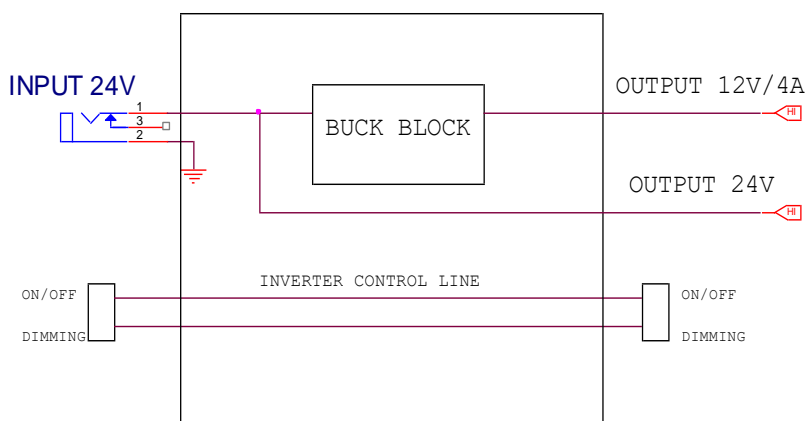 INPUT 24V
1
3
2
BUCK BLOCK
OUTPUT 12V/4A
HI
OUTPUT 24V
HI
INVERTER CONTROL LINE
ON/OFF
DIMMING
ON/OFF
DIMMING